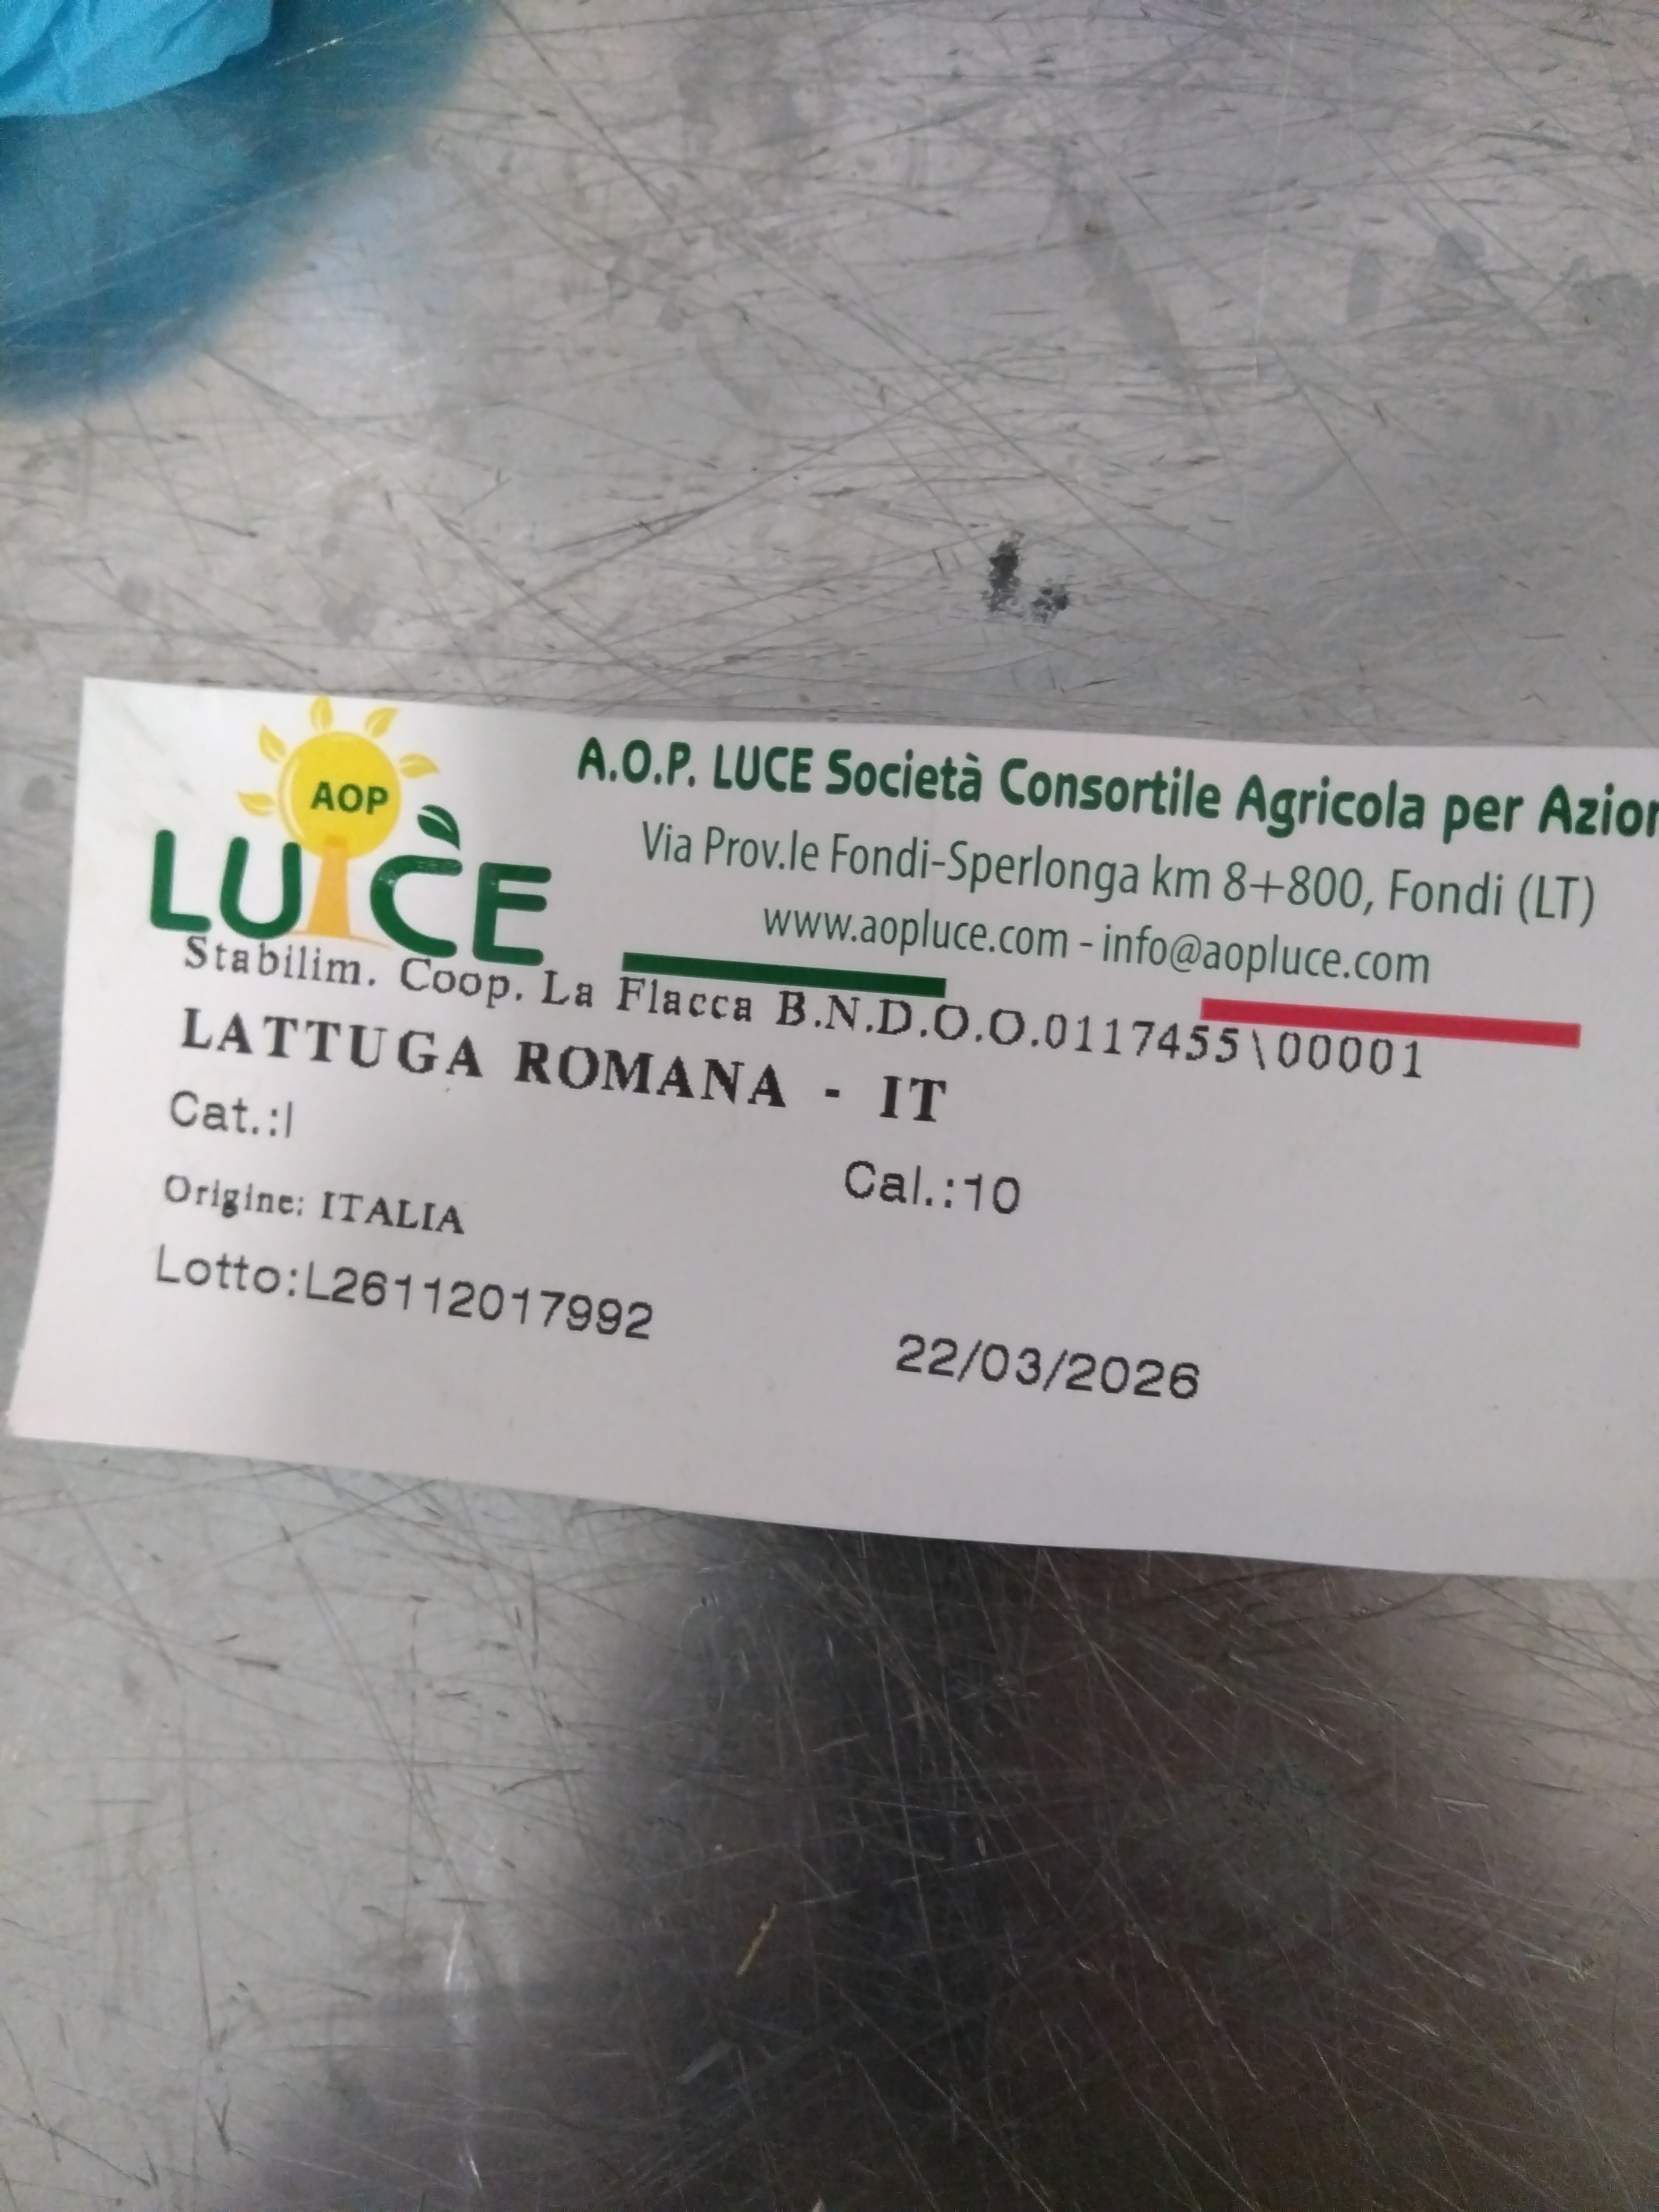 AOP
LUCE
A.O.P. LUCE Società Consortile Agricola per
Via Prov.le Fondi-Sperlonga km 8+800, Fondi (LT)
www.aopluce.com - info@aopluce.com
Stabilim. Coop. La Flacca B.N.D.O.O.0117455\00001
LATTUGA ROMANA - IT
Cat.:I
Cal.:10
Origine: ITALIA
Lotto:L26112017992
22/03/2026